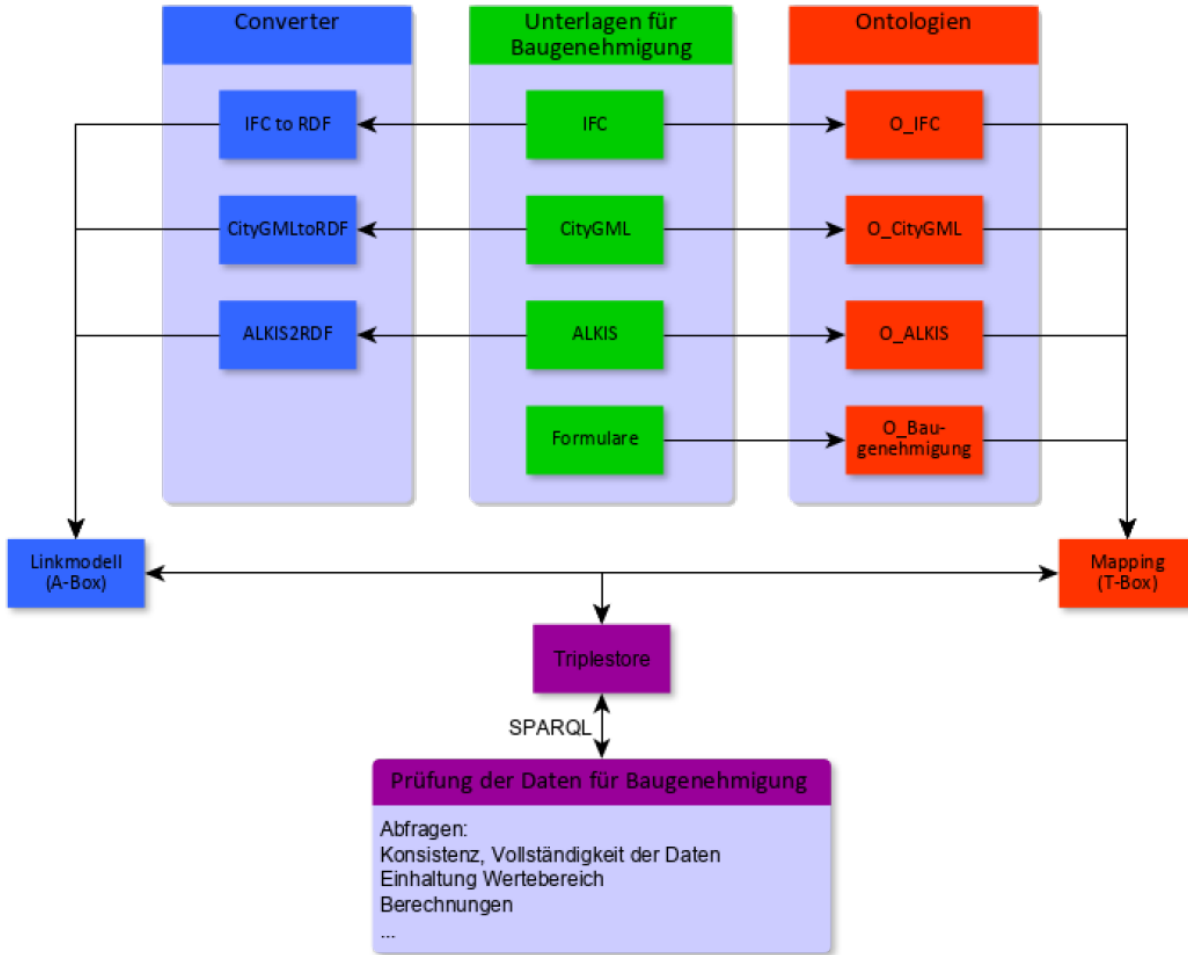 Converter
Unterlagen für
Baugenehmigung
Ontologien
IFC to RDF
IFC
O_IFC
CityGMLtoRDF
CityGML
O_CityGML
ALKIS2RDF
ALKIS
O_ALKIS
Formulare
O_Bau-
genehmigung
Linkmodell
(A-Box)
Mapping
(T-Box)
Triplestore
SPARQL
Prüfung der Daten für Baugenehmigung
Abfragen:
Konsistenz, Vollständigkeit der Daten
Einhaltung Wertebereich
Berechnungen
...